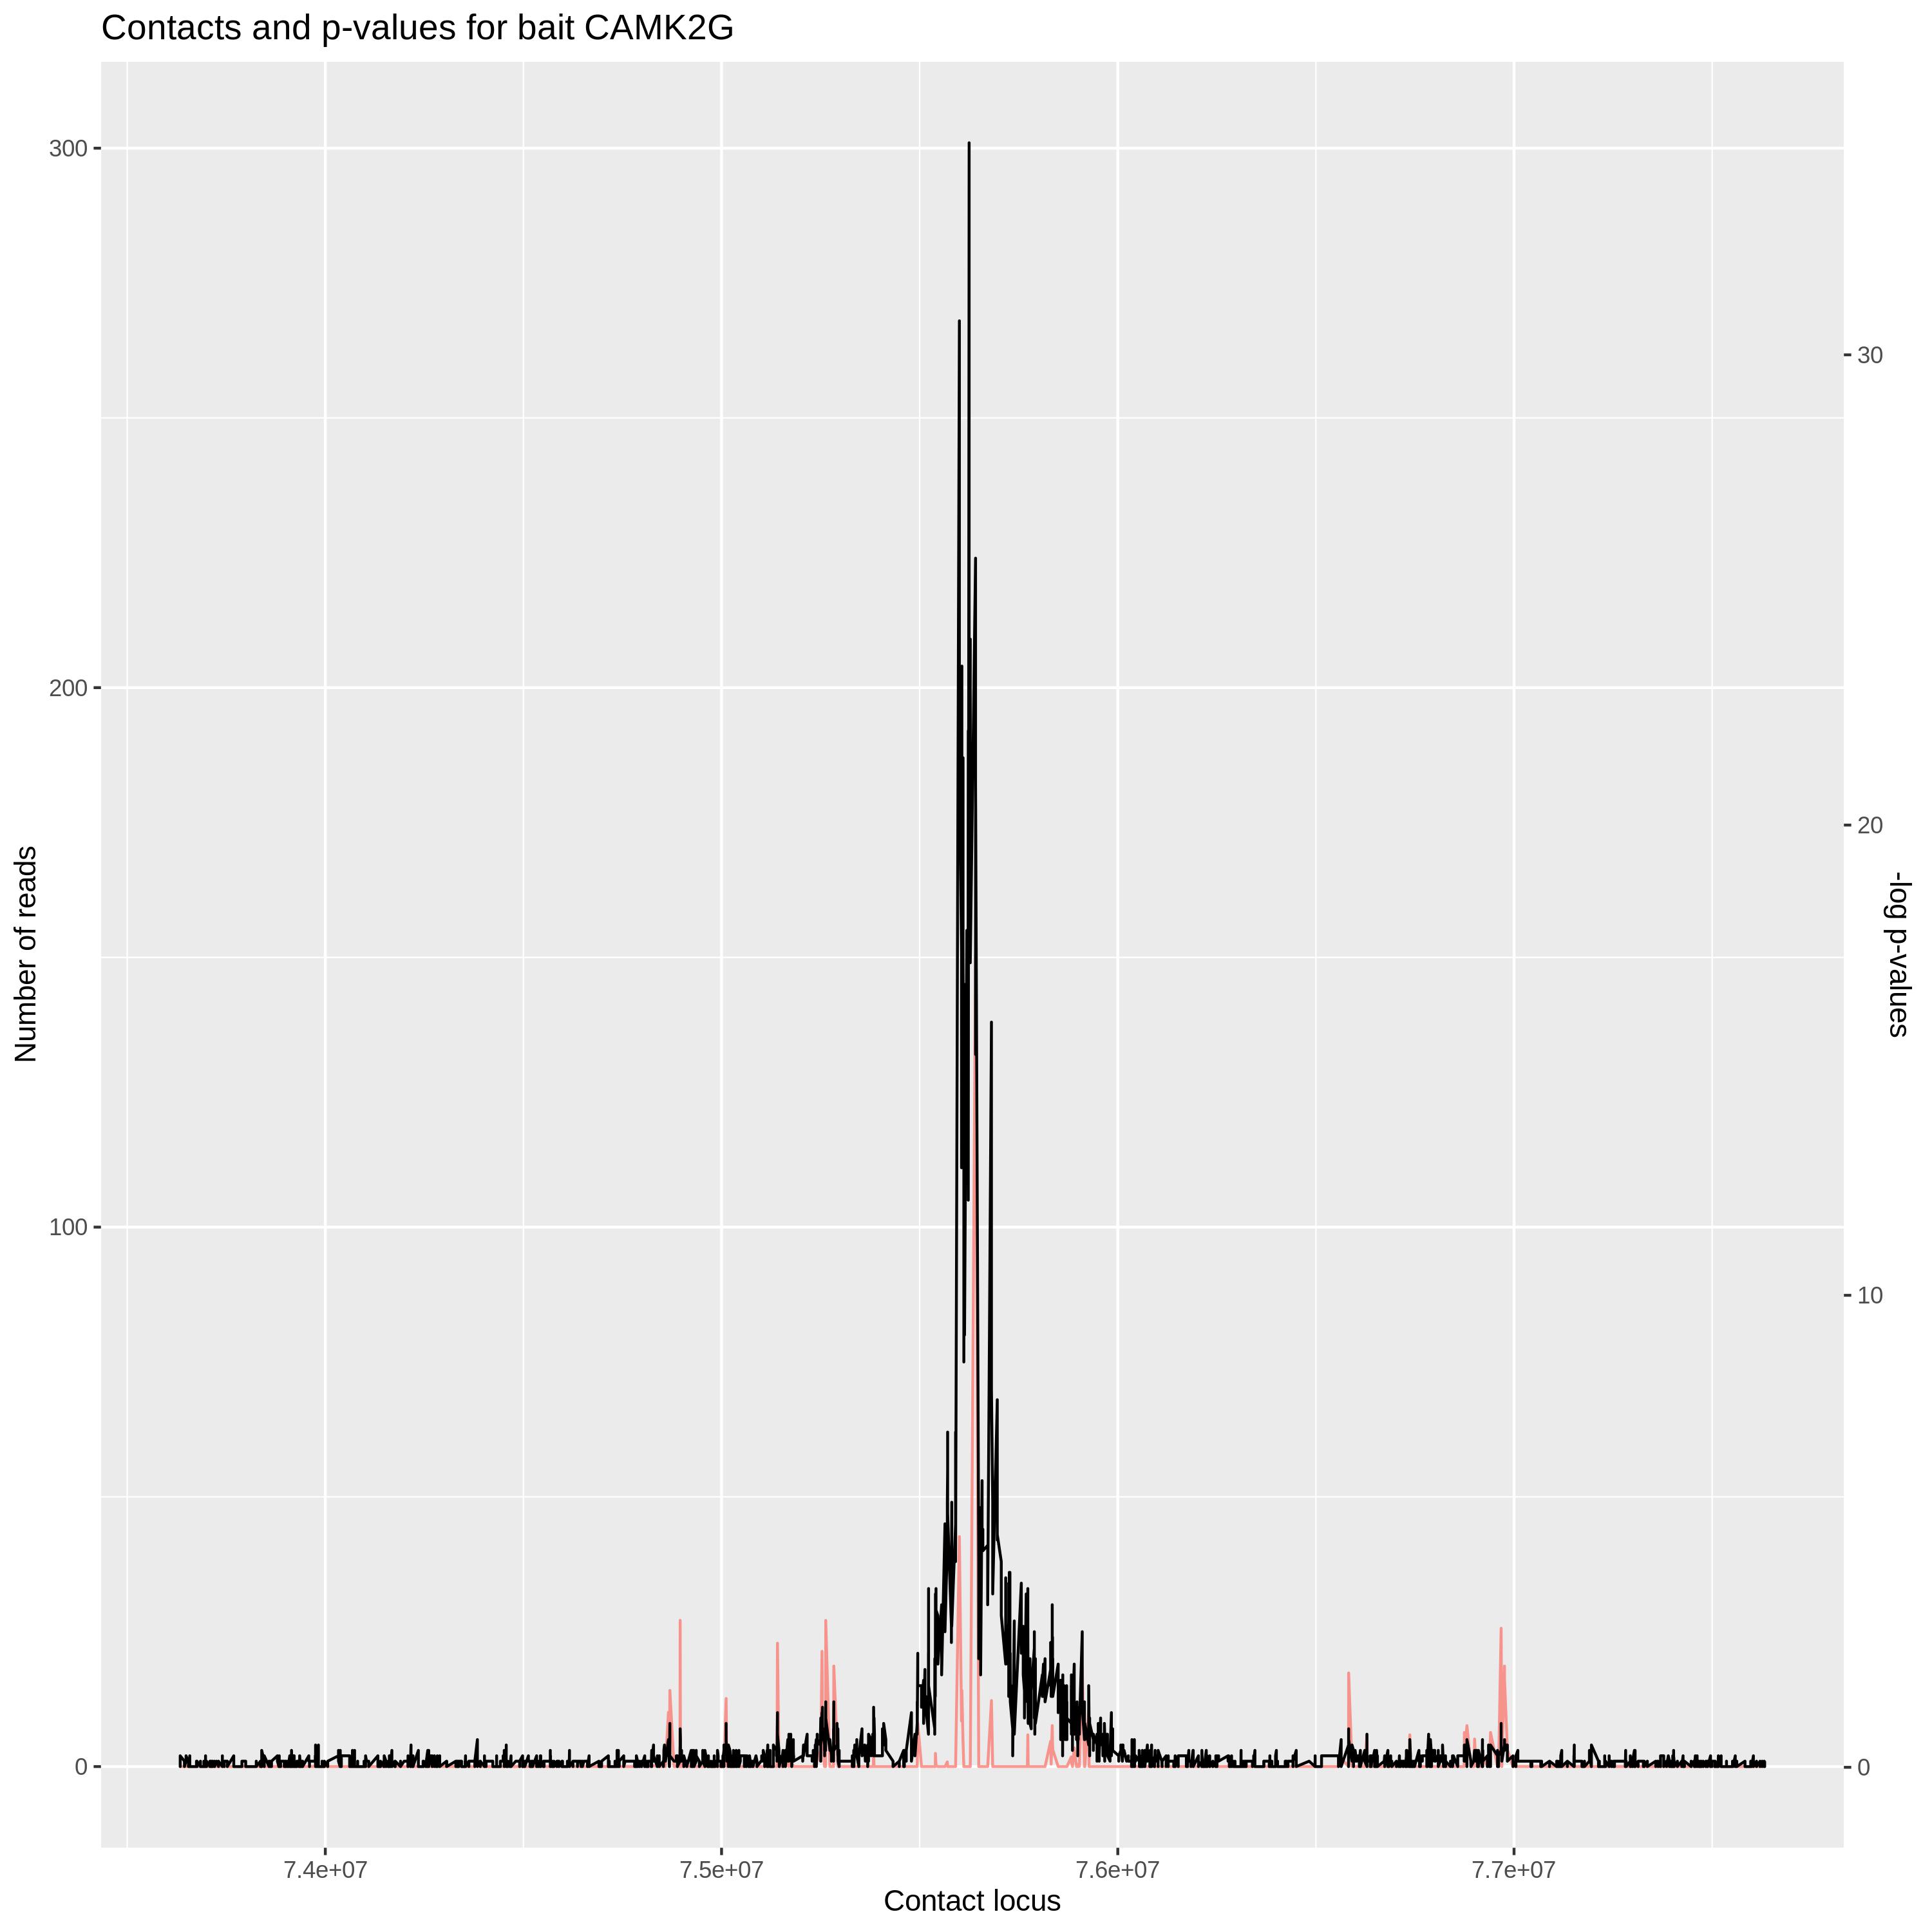 Contacts and p-values for bait CAMK2G
300
200
100
0
Number of reads
30
20
10
0
-log p-values
7.4e+07 7.5e+07 7.6e+07 7.7e+07
Contact locus